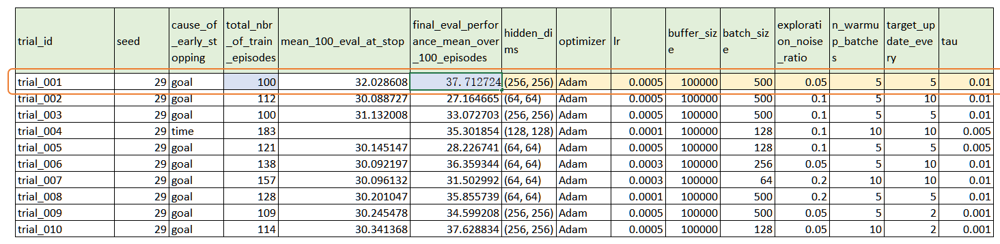 trial_id seed cause_of_early_stopping total_nbr_of_train_episodes mean_100_eval_at_stop final_eval_performance_mean_over_100_episodes hidden_dims optimizer lr buffer_size batch_size exploration_noise_ratio n_warmup_batches target_update_every tau
trial_001 29 goal 100 32.028608 37.712724 (256, 256) Adam 0.0005 100000 500 0.05 5 5 0.01
trial_002 29 goal 112 30.088727 27.164665 (64, 64) Adam 0.0005 100000 500 0.1 5 10 0.01
trial_003 29 goal 100 31.132008 33.072703 (256, 256) Adam 0.0005 100000 500 0.1 5 5 0.01
trial_004 29 time 183 35.301854 (128, 128) Adam 0.0001 100000 128 0.1 10 10 0.005
trial_005 29 goal 121 30.145147 28.226741 (64, 64) Adam 0.0005 100000 128 0.1 5 5 0.005
trial_006 29 goal 138 30.092197 36.359344 (64, 64) Adam 0.0003 100000 256 0.05 5 10 0.01
trial_007 29 goal 157 30.096132 31.502992 (64, 64) Adam 0.0003 100000 64 0.2 10 10 0.01
trial_008 29 goal 128 30.201047 35.855739 (64, 64) Adam 0.0001 100000 500 0.2 5 5 0.01
trial_009 29 goal 109 30.245478 34.599208 (256, 256) Adam 0.0005 100000 500 0.05 5 2 0.001
trial_010 29 goal 114 30.341368 37.628834 (256, 256) Adam 0.0005 100000 128 0.05 10 2 0.001